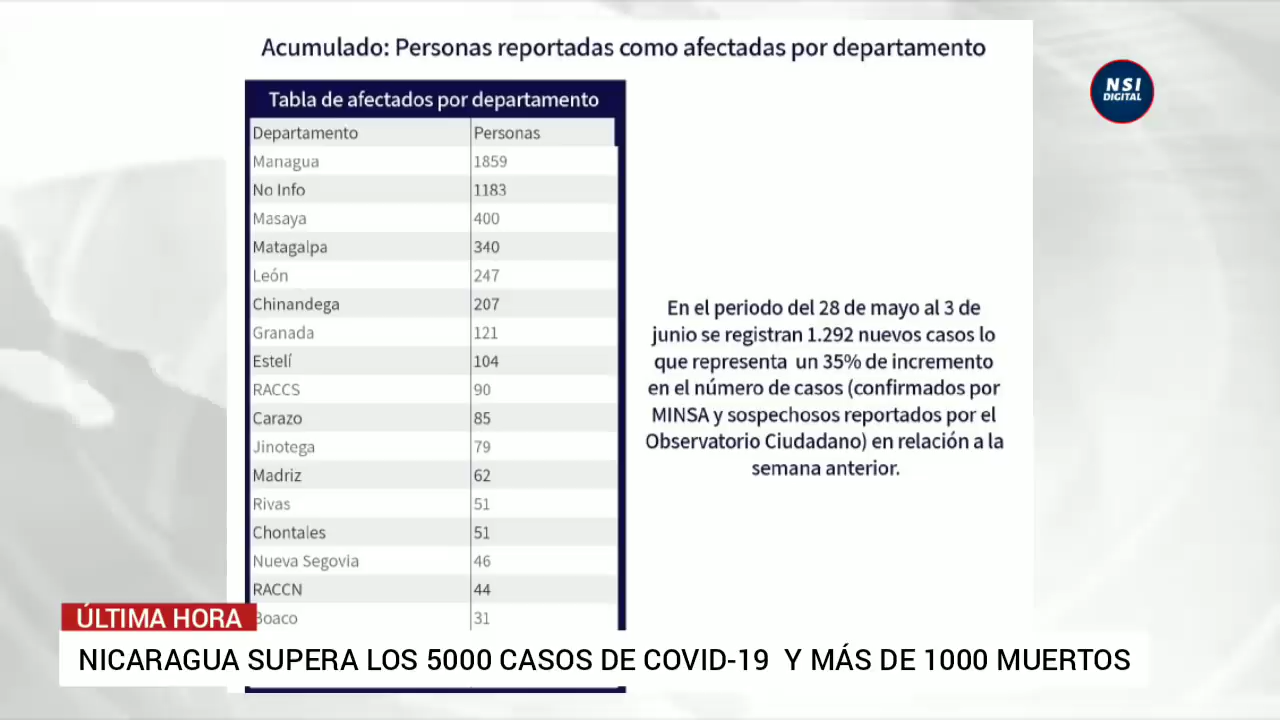 Acumulado: Personas reportadas como afectadas por departamento
NSI
DIGITAL
Tabla de afectados por departamento
Departamento Personas
Managua 1859
No Info 1183
Masaya 400
Matagalpa 340
León 247
Chinandega 207
Granada 121
Estelí 104
RACCS 90
Carazo 85
Jinotega 79
Madriz 62
Rivas 51
Chontales 51
Nueva Segovia 46
RACCN 44
Boaco 31
En el periodo del 28 de mayo al 3 de
junio se registran 1.292 nuevos casos lo
que representa un 35% de incremento
en el número de casos (confirmados por
MINSA y sospechosos reportados por el
Observatorio Ciudadano) en relación a la
semana anterior.
ÚLTIMA HORA
NICARAGUA SUPERA LOS 5000 CASOS DE COVID-19 Y MÁS DE 1000 MUERTOS